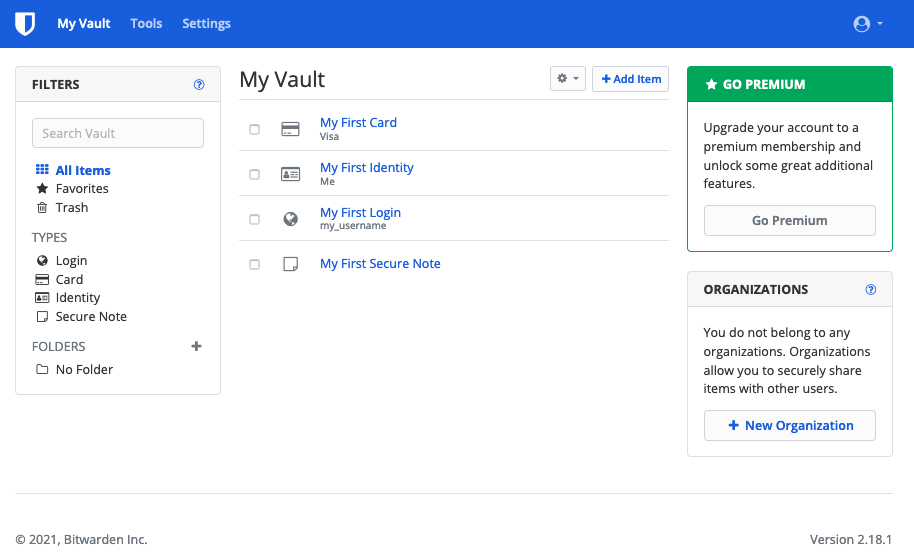 My Vault
Tools
Settings
FILTERS
Search Vault
All Items
Favorites
Trash
TYPES
Login
Card
Identity
Secure Note
FOLDERS
No Folder
My Vault
Add Item
My First Card
Visa
My First Identity
Me
My First Login
my_username
My First Secure Note
GO PREMIUM
Upgrade your account to a
premium membership and
unlock some great additional
features.
Go Premium
ORGANIZATIONS
You do not belong to any
organizations. Organizations
allow you to securely share
items with other users.
New Organization
© 2021, Bitwarden Inc.
Version 2.18.1